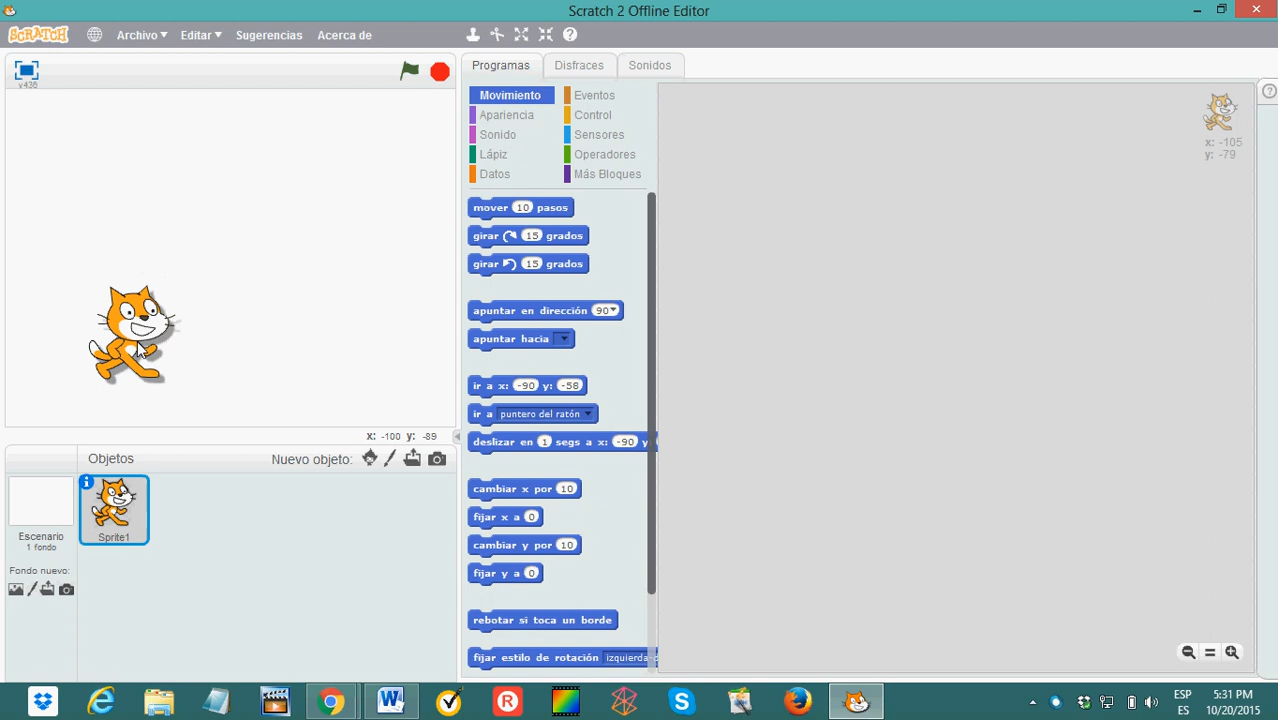 Scratch 2 Offline Editor
SCRATCH
Archivo
Editar
Sugerencias
Acerca de
v436
Programas
Disfraces
Sonidos
Movimiento
Eventos
Apariencia
Control
Sonido
Sensores
Lápiz
Operadores
Datos
Más Bloques
x: -105
y: -79
mover 10 pasos
girar 15 grados
girar 15 grados
apuntar en dirección 90
apuntar hacia
ir a x: -90 y: -58
ir a puntero del ratón
deslizar en 1 segs a x: -90 y
cambiar x por 10
fijar x a 0
cambiar y por 10
fijar y a 0
rebotar si toca un borde
fijar estilo de rotación
x: -100 y: -89
Objetos
Nuevo objeto:
Sprite1
Escenario
1 fondo
Fondo nuevo:
ESP
ES
5:31 PM
10/20/2015